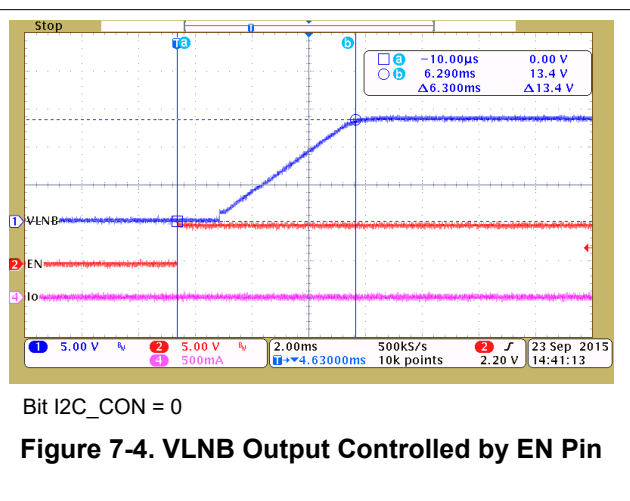 Stop
T
T a b
a −10.00µs 0.00 V
b 6.290ms 13.4 V
Δ6.300ms Δ13.4 V
1 VLNB
2 EN
4 Io
1 5.00 V BW 2 5.00 V BW 2.00ms 500kS/s 2 23 Sep 2015
4 500mA T→▼4.63000ms 10k points 2.20 V 14:41:13
Bit I2C_CON = 0
Figure 7-4. VLNB Output Controlled by EN Pin